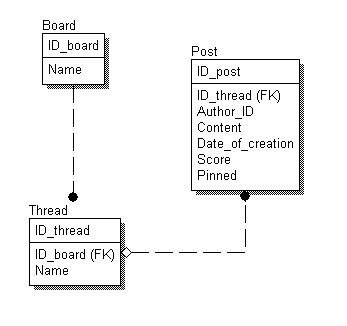 Board
ID_board
Name
Post
ID_post
ID_thread (FK)
Author_ID
Content
Date_of_creation
Score
Pinned
Thread
ID_thread
ID_board (FK)
Name